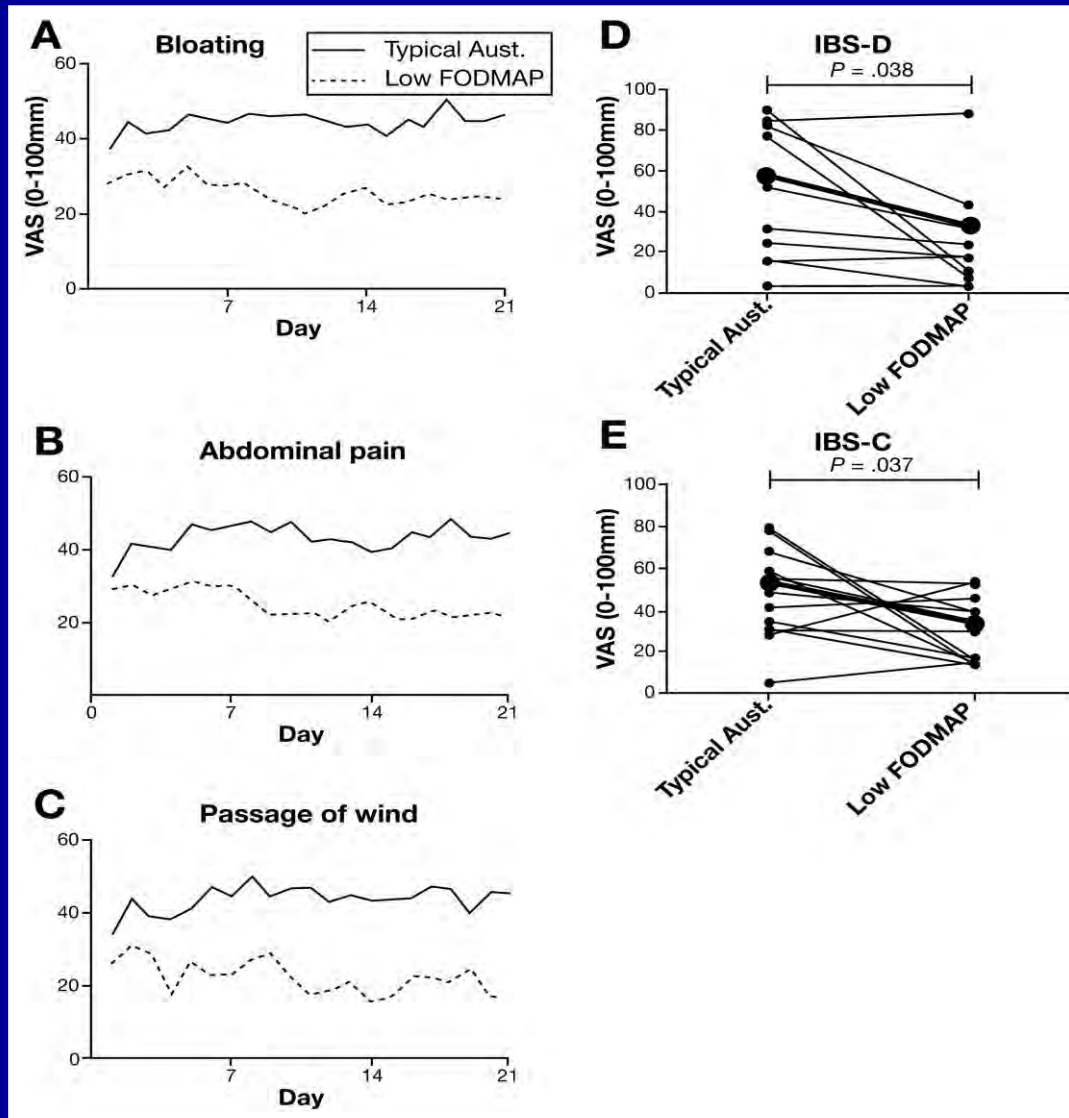 A
Bloating
Typical Aust.
Low FODMAP
60
40
20
0
VAS (0-100mm)
7
14
21
Day
B
Abdominal pain
60
40
20
0
7
14
21
Day
C
Passage of wind
60
40
20
0
7
14
21
Day
D
IBS-D
P = .038
100
80
60
40
20
0
VAS (0-100mm)
Typical Aust.
Low FODMAP
E
IBS-C
P = .037
100
80
60
40
20
0
VAS (0-100mm)
Typical Aust.
Low FODMAP